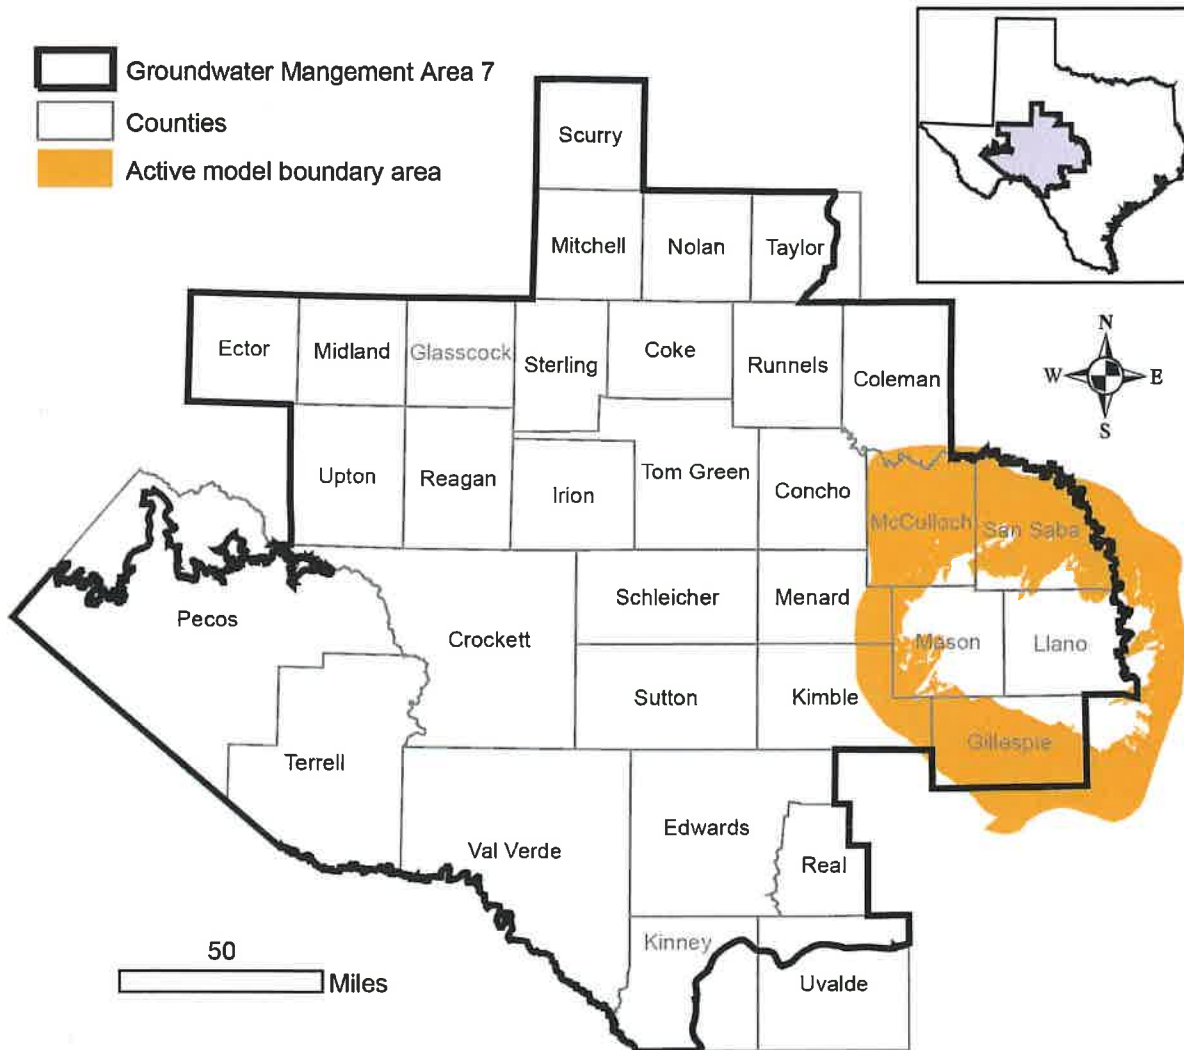 Groundwater Mangement Area 7
Counties
Active model boundary area
Scurry
Mitchell
Nolan
Taylor
N
W
E
S
Ector
Midland
Glasscock
Sterling
Coke
Runnels
Coleman
Upton
Reagan
Irion
Tom Green
Concho
McCulloch
San Saba
Pecos
Crockett
Schleicher
Menard
Mason
Llano
Sutton
Kimble
Gillespie
Terrell
Val Verde
Edwards
Real
Kinney
Uvalde
50
Miles